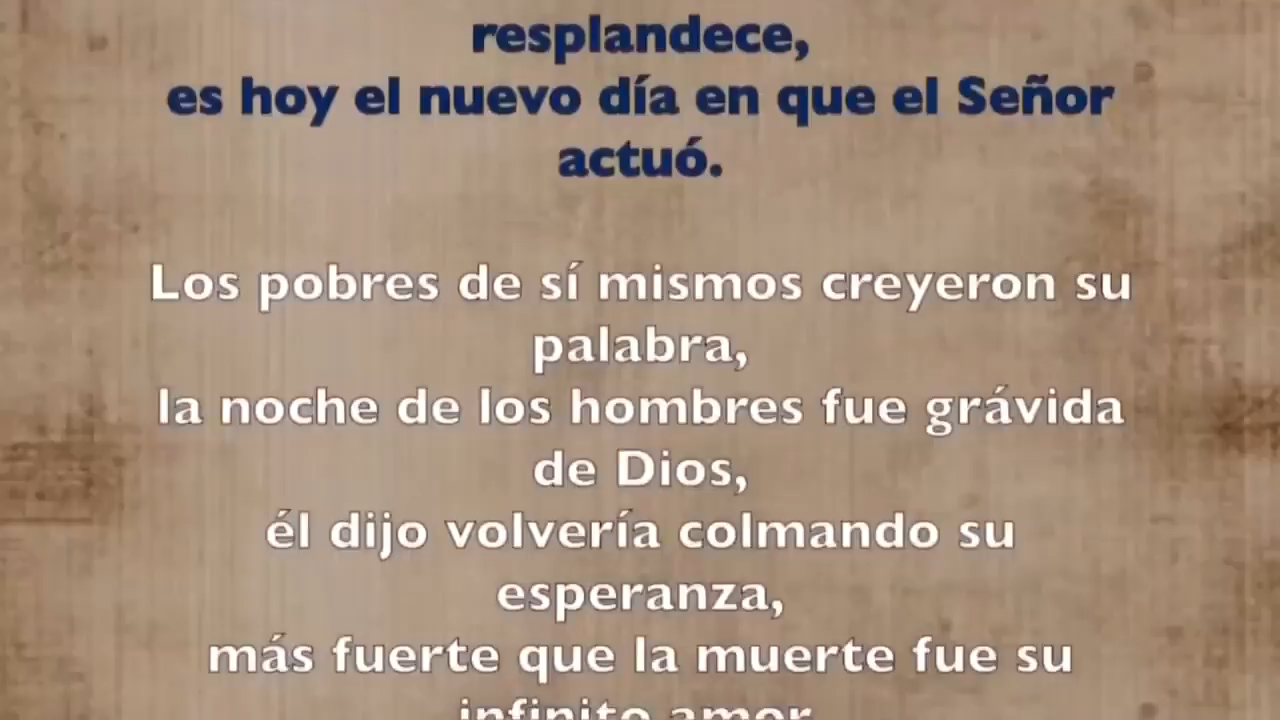 resplandece,
es hoy el nuevo día en que el Señor
actuó.
Los pobres de sí mismos creyeron su
palabra,
la noche de los hombres fue grávida
de Dios,
él dijo volvería colmando su
esperanza,
más fuerte que la muerte fue su
infinito amor